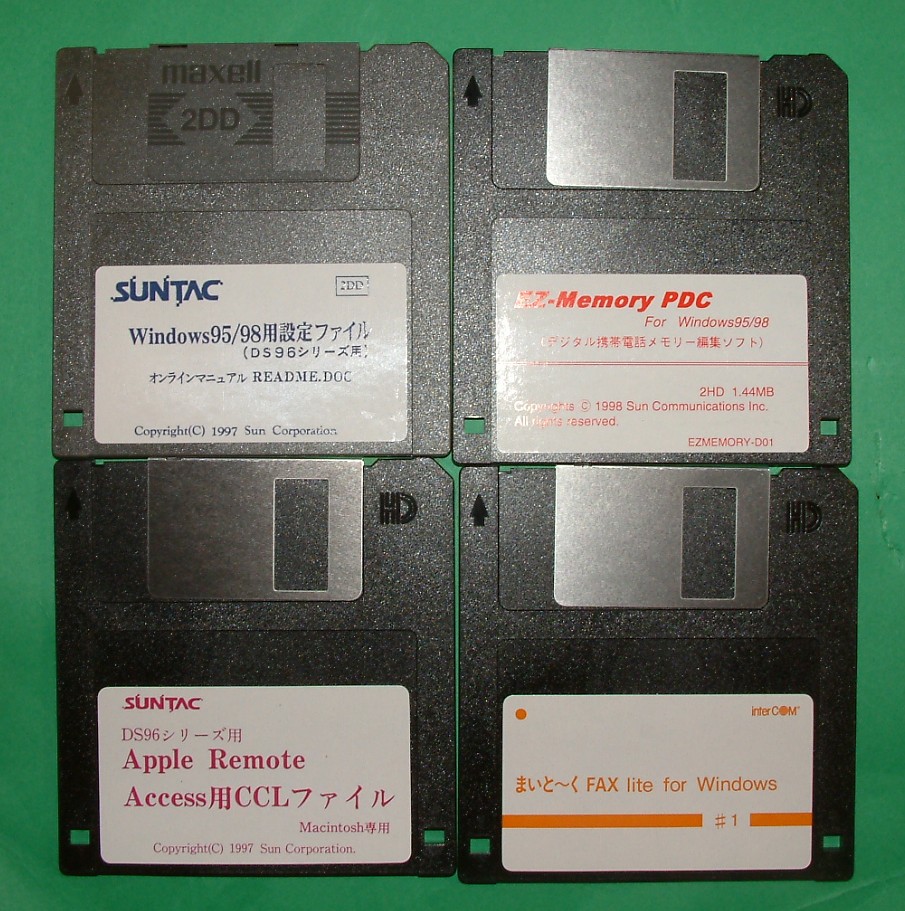 maxell
2DD
SUNTAC
2DD
Windows95/98用設定ファイル
(DS96シリーズ用)
オンラインマニュアル README.DOC
Copyright(C) 1997 Sun Corporation.
HD
EZ-Memory PDC
For Windows95/98
(デジタル携帯電話メモリー編集ソフト)
2HD 1.44MB
Copyrights © 1998 Sun Communications Inc.
All rights reserved.
EZMEMORY-D01
HD
SUNTAC
DS96シリーズ用
Apple Remote
Access用CCLファイル
Macintosh専用
Copyright(C) 1997 Sun Corporation.
HD
interCOM
まいと〜く FAX lite for Windows
#1